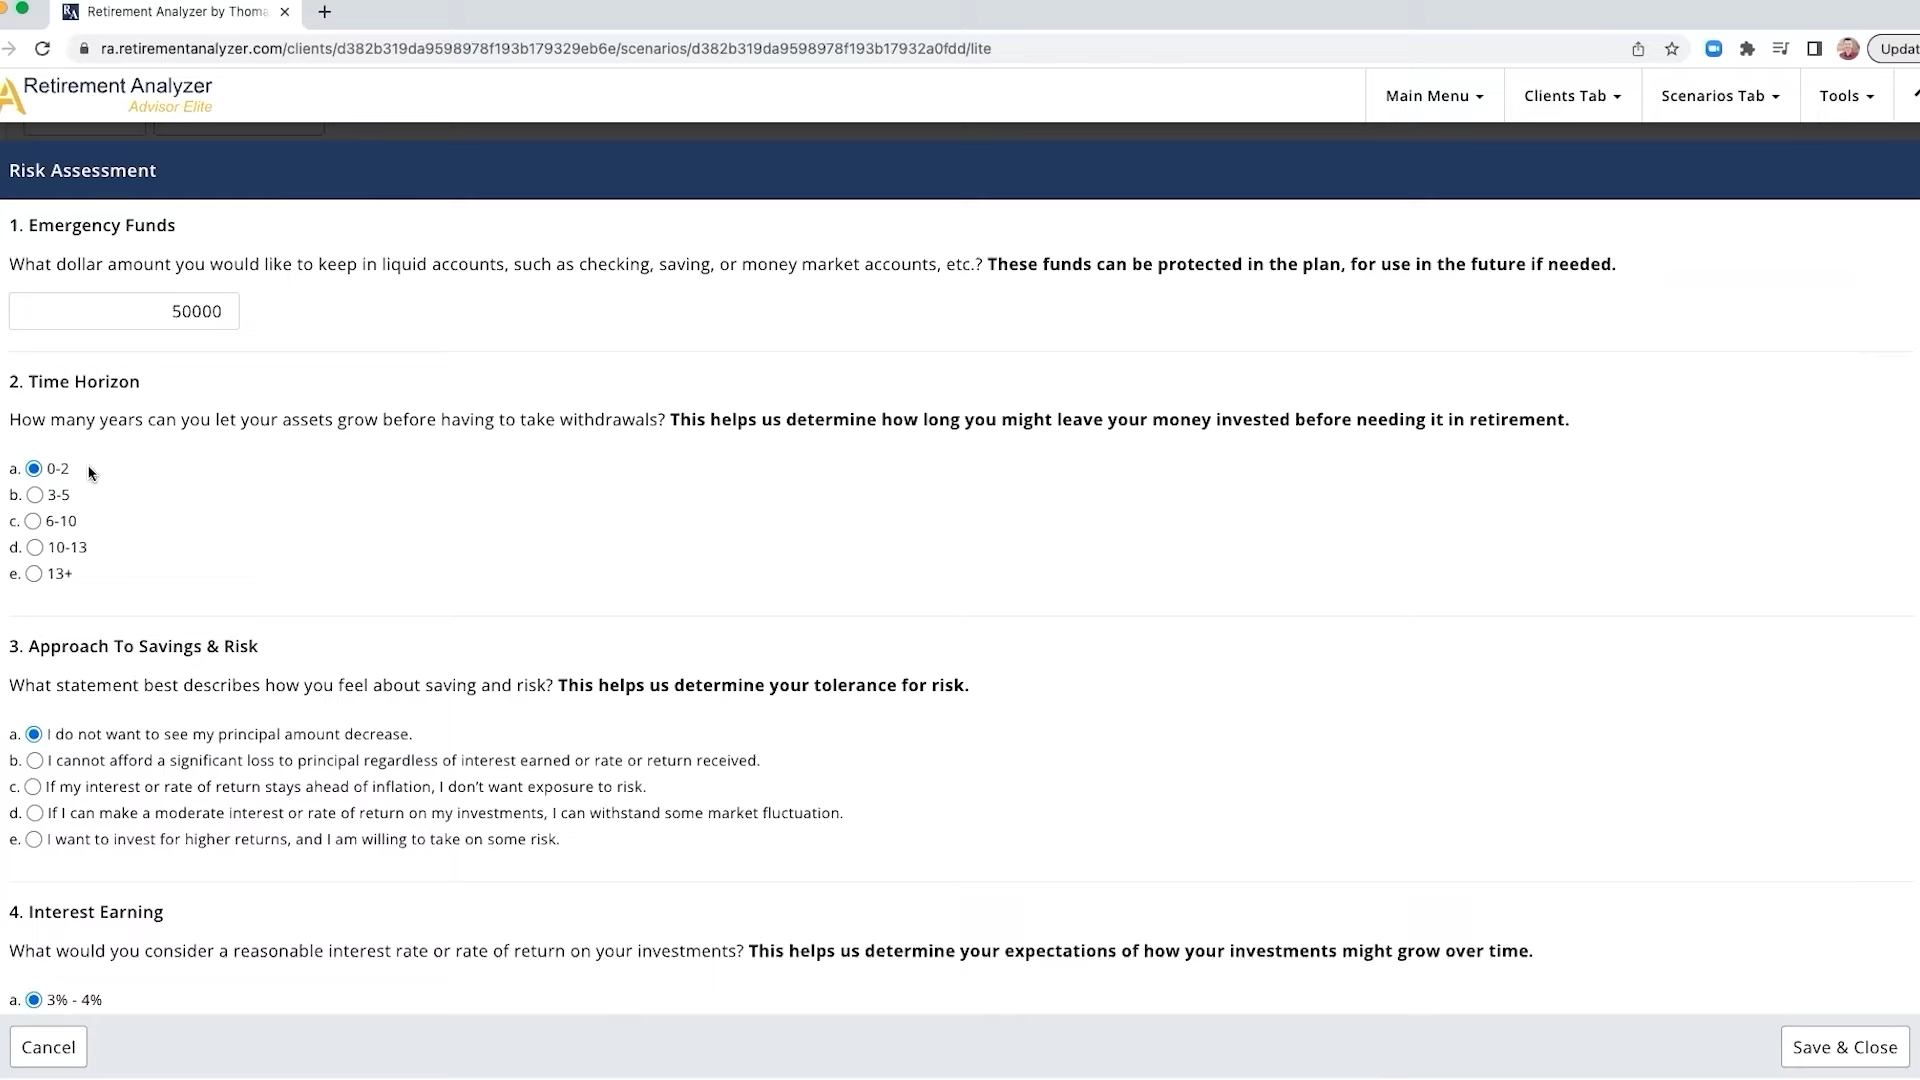 Retirement Analyzer by Thoma
ra.retirementanalyzer.com/clients/d382b319da9598978f193b179329eb6e/scenarios/d382b319da9598978f193b17932a0fdd/lite
Updat
Retirement Analyzer
Advisor Elite
Main Menu
Clients Tab
Scenarios Tab
Tools
Risk Assessment
1. Emergency Funds
What dollar amount you would like to keep in liquid accounts, such as checking, saving, or money market accounts, etc.? These funds can be protected in the plan, for use in the future if needed.
50000
2. Time Horizon
How many years can you let your assets grow before having to take withdrawals? This helps us determine how long you might leave your money invested before needing it in retirement.
a. 0-2
b. 3-5
c. 6-10
d. 10-13
e. 13+
3. Approach To Savings & Risk
What statement best describes how you feel about saving and risk? This helps us determine your tolerance for risk.
a. I do not want to see my principal amount decrease.
b. I cannot afford a significant loss to principal regardless of interest earned or rate or return received.
c. If my interest or rate of return stays ahead of inflation, I don't want exposure to risk.
d. If I can make a moderate interest or rate of return on my investments, I can withstand some market fluctuation.
e. I want to invest for higher returns, and I am willing to take on some risk.
4. Interest Earning
What would you consider a reasonable interest rate or rate of return on your investments? This helps us determine your expectations of how your investments might grow over time.
a. 3% - 4%
Cancel
Save & Close